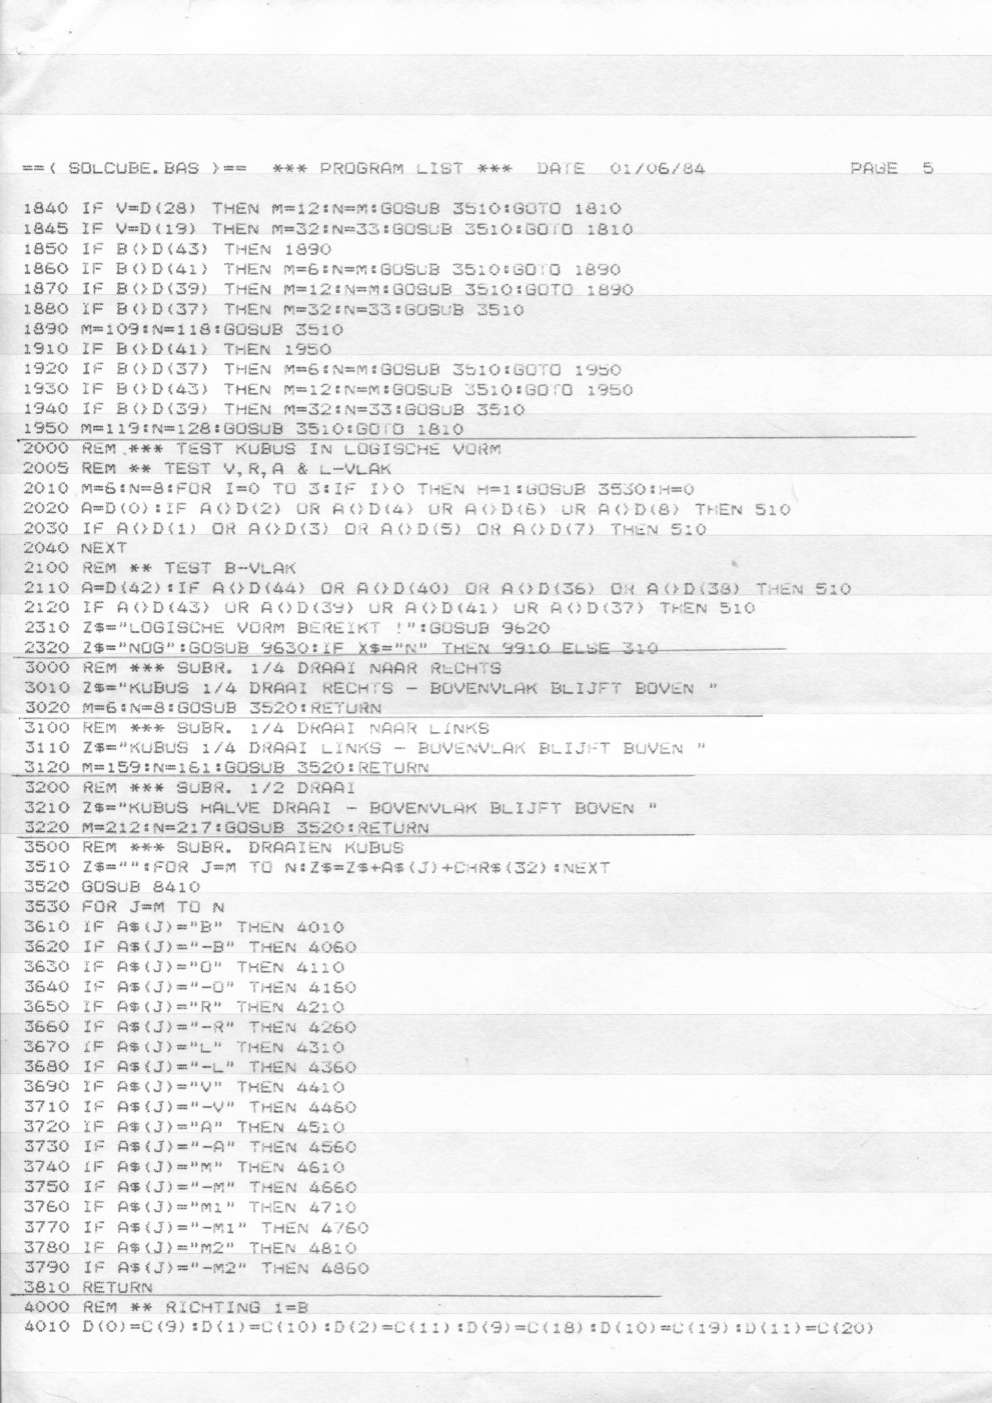 ==( SOLCUBE.BAS )== *** PROGRAM LIST *** DATE 01/06/84 PAGE 5
1840 IF V=D(28) THEN M=12:N=M:GOSUB 3510:GOTO 1810
1845 IF V=D(19) THEN M=32:N=33:GOSUB 3510:GOTO 1810
1850 IF B<>D(43) THEN 1890
1860 IF B<>D(41) THEN M=6:N=M:GOSUB 3510:GOTO 1890
1870 IF B<>D(39) THEN M=12:N=M:GOSUB 3510:GOTO 1890
1880 IF B<>D(37) THEN M=32:N=33:GOSUB 3510
1890 M=109:N=118:GOSUB 3510
1910 IF B<>D(41) THEN 1950
1920 IF B<>D(37) THEN M=6:N=M:GOSUB 3510:GOTO 1950
1930 IF B<>D(43) THEN M=12:N=M:GOSUB 3510:GOTO 1950
1940 IF B<>D(39) THEN M=32:N=33:GOSUB 3510
1950 M=119:N=128:GOSUB 3510:GOTO 1810
2000 REM *** TEST KUBUS IN LOGISCHE VORM
2005 REM ** TEST V,R,A & L-VLAK
2010 M=6:N=8:FOR I=0 TO 3:IF I>0 THEN H=1:GOSUB 3530:H=0
2020 A=D(0):IF A<>D(2) OR A<>D(4) OR A<>D(6) OR A<>D(8) THEN 510
2030 IF A<>D(1) OR A<>D(3) OR A<>D(5) OR A<>D(7) THEN 510
2040 NEXT
2100 REM ** TEST B-VLAK
2110 A=D(42):IF A<>D(44) OR A<>D(40) OR A<>D(36) OR A<>D(38) THEN 510
2120 IF A<>D(43) OR A<>D(39) OR A<>D(41) OR A<>D(37) THEN 510
2310 Z$="LOGISCHE VORM BEREIKT !":GOSUB 9620
2320 Z$="NOG":GOSUB 9630:IF X$="N" THEN 9910 ELSE 310
3000 REM *** SUBR. 1/4 DRAAI NAAR RECHTS
3010 Z$="KUBUS 1/4 DRAAI RECHTS - BOVENVLAK BLIJFT BOVEN "
3020 M=6:N=8:GOSUB 3520:RETURN
3100 REM *** SUBR. 1/4 DRAAI NAAR LINKS
3110 Z$="KUBUS 1/4 DRAAI LINKS - BOVENVLAK BLIJFT BOVEN "
3120 M=159:N=161:GOSUB 3520:RETURN
3200 REM *** SUBR. 1/2 DRAAI
3210 Z$="KUBUS HALVE DRAAI - BOVENVLAK BLIJFT BOVEN "
3220 M=212:N=217:GOSUB 3520:RETURN
3500 REM *** SUBR. DRAAIEN KUBUS
3510 Z$="":FOR J=M TO N:Z$=Z$+A$(J)+CHR$(32):NEXT
3520 GOSUB 8410
3530 FOR J=M TO N
3610 IF A$(J)="B" THEN 4010
3620 IF A$(J)="-B" THEN 4060
3630 IF A$(J)="O" THEN 4110
3640 IF A$(J)="-O" THEN 4160
3650 IF A$(J)="R" THEN 4210
3660 IF A$(J)="-R" THEN 4260
3670 IF A$(J)="L" THEN 4310
3680 IF A$(J)="-L" THEN 4360
3690 IF A$(J)="V" THEN 4410
3710 IF A$(J)="-V" THEN 4460
3720 IF A$(J)="A" THEN 4510
3730 IF A$(J)="-A" THEN 4560
3740 IF A$(J)="M" THEN 4610
3750 IF A$(J)="-M" THEN 4660
3760 IF A$(J)="M1" THEN 4710
3770 IF A$(J)="-M1" THEN 4760
3780 IF A$(J)="M2" THEN 4810
3790 IF A$(J)="-M2" THEN 4860
3810 RETURN
4000 REM ** RICHTING 1=B
4010 D(0)=C(9):D(1)=C(10):D(2)=C(11):D(9)=C(18):D(10)=C(19):D(11)=C(20)